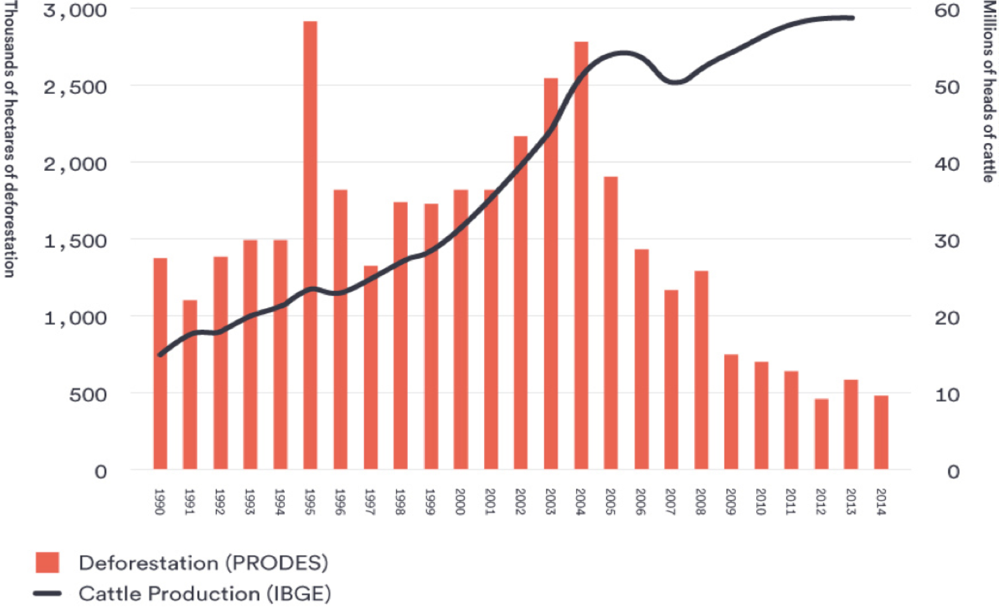 Thousands of hectares of deforestation
3,000
2,500
2,000
1,500
1,000
500
0
60
50
40
30
20
10
0
Millions of heads of cattle
1990 1991 1992 1993 1994 1995 1996 1997 1998 1999 2000 2001 2002 2003 2004 2005 2006 2007 2008 2009 2010 2011 2012 2013 2014
Deforestation (PRODES)
Cattle Production (IBGE)